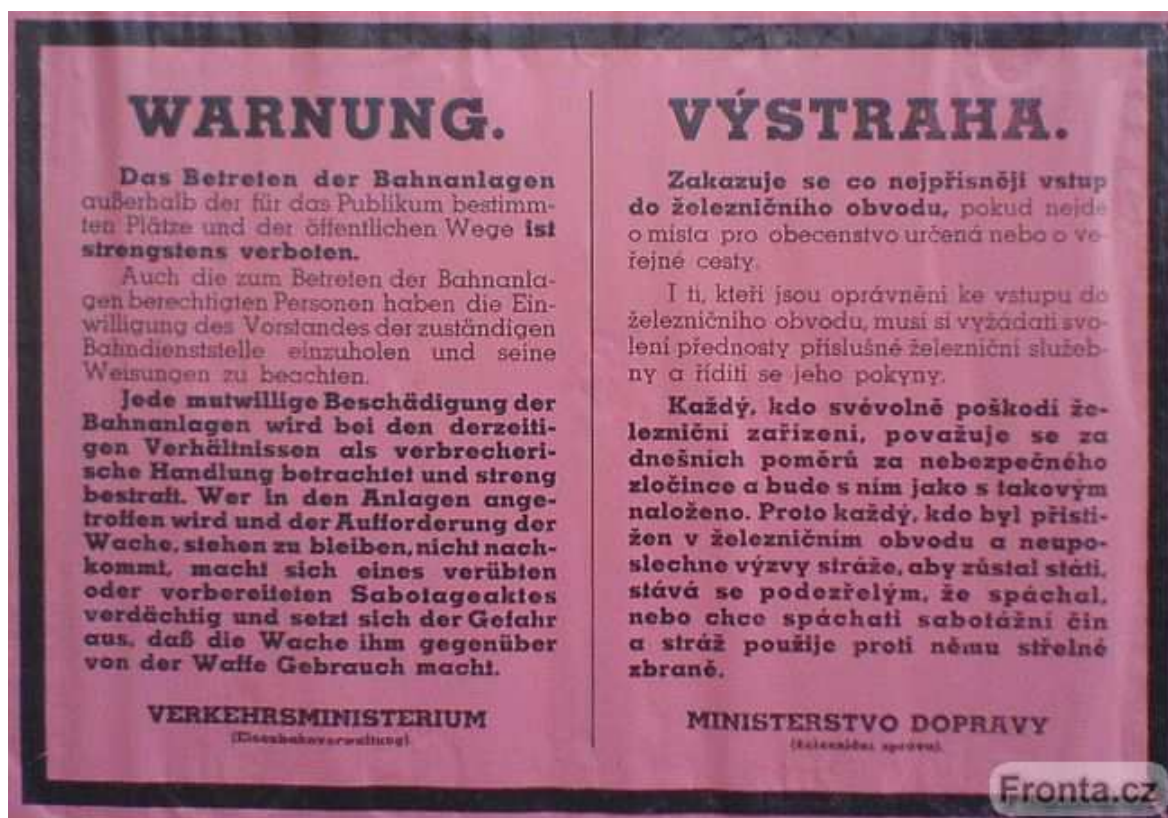 WARNUNG.
Das Betreten der Bahnanlagen
außerhalb der für das Publikum bestimm-
ten Plätze und der öffentlichen Wege ist
strengstens verboten.
Auch die zum Betreten der Bahnanla-
gen berechtigten Personen haben die Ein-
willigung des Vorstandes der zuständigen
Bahndienststelle einzuholen und seine
Weisungen zu beachten.
Jede mutwillige Beschädigung der
Bahnanlagen wird bei den derzeiti-
gen Verhältnissen als verbrecheri-
sche Handlung betrachtet und streng
bestraft. Wer in den Anlagen ange-
troffen wird und der Aufforderung der
Wache, stehen zu bleiben, nicht nach-
kommt, macht sich eines verübten
oder vorbereiteten Sabotageaktes
verdächtig und setzt sich der Gefahr
aus, daß die Wache ihm gegenüber
von der Waffe Gebrauch macht.
VERKEHRSMINISTERIUM
(Eisenbahnverwaltung).
VÝSTRAHA.
Zakazuje se co nejpřísněji vstup
do železničního obvodu, pokud nejde
o místa pro obecenstvo určená nebo o ve-
řejné cesty.
I ti, kteří jsou oprávněni ke vstupu do
železničního obvodu, musí si vyžádati svo-
lení přednosty příslušné železniční služeb-
ny a říditi se jeho pokyny.
Každý, kdo svévolně poškodí že-
lezniční zařízení, považuje se za
dnešních poměrů za nebezpečného
zločince a bude s ním jako s takovým
naloženo. Proto každý, kdo byl přisti-
žen v železničním obvodu a neupo-
slechne výzvy stráže, aby zůstal státi,
stává se podezřelým, že spáchal,
nebo chce spáchati sabotážní čin
a stráž použije proti němu střelné
zbraně.
MINISTERSTVO DOPRAVY
(železniční správa).
Fronta.cz